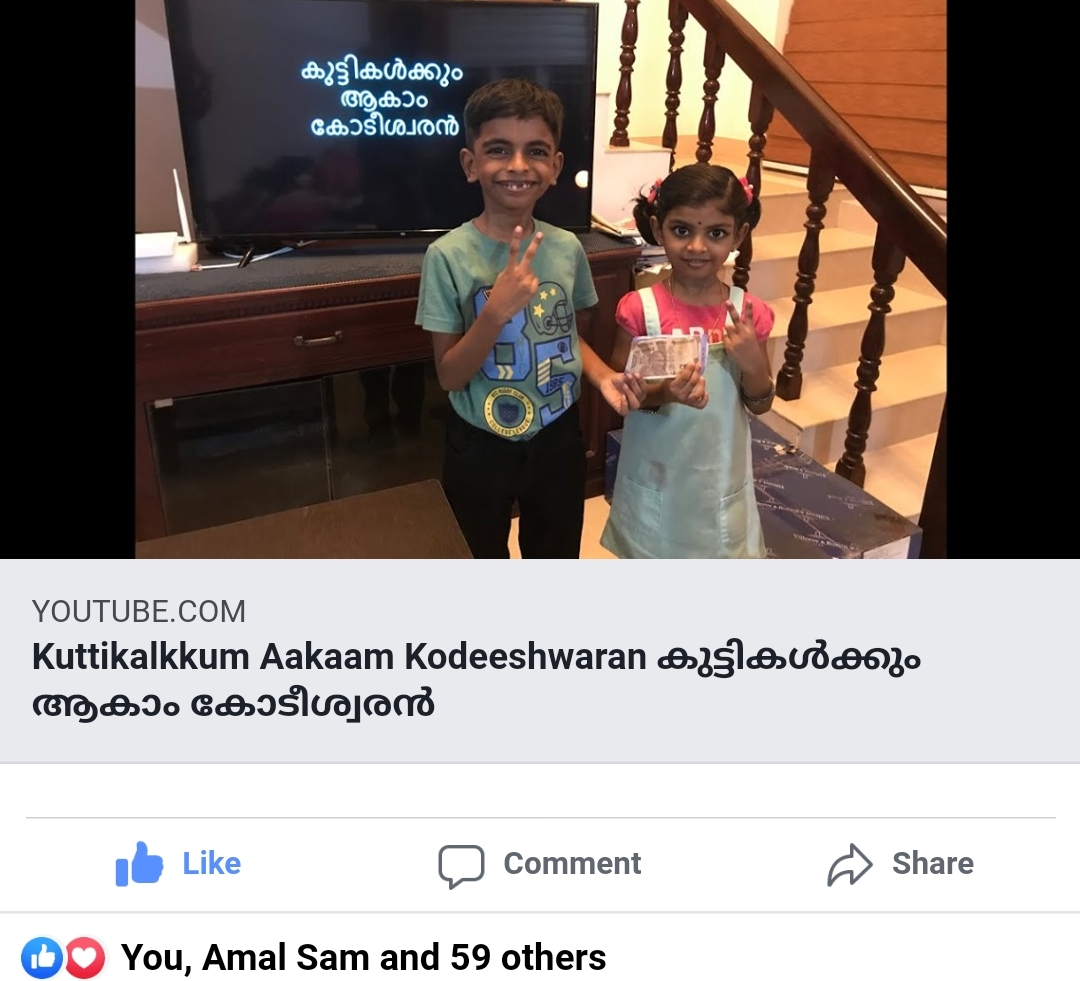 കുട്ടികൾക്കും
ആകാം
കോടീശ്വരൻ
85
YOUTUBE.COM
Kuttikalkkum Aakaam Kodeeshwaran കുട്ടികൾക്കും
ആകാം കോടീശ്വരൻ
Like Comment Share
You, Amal Sam and 59 others